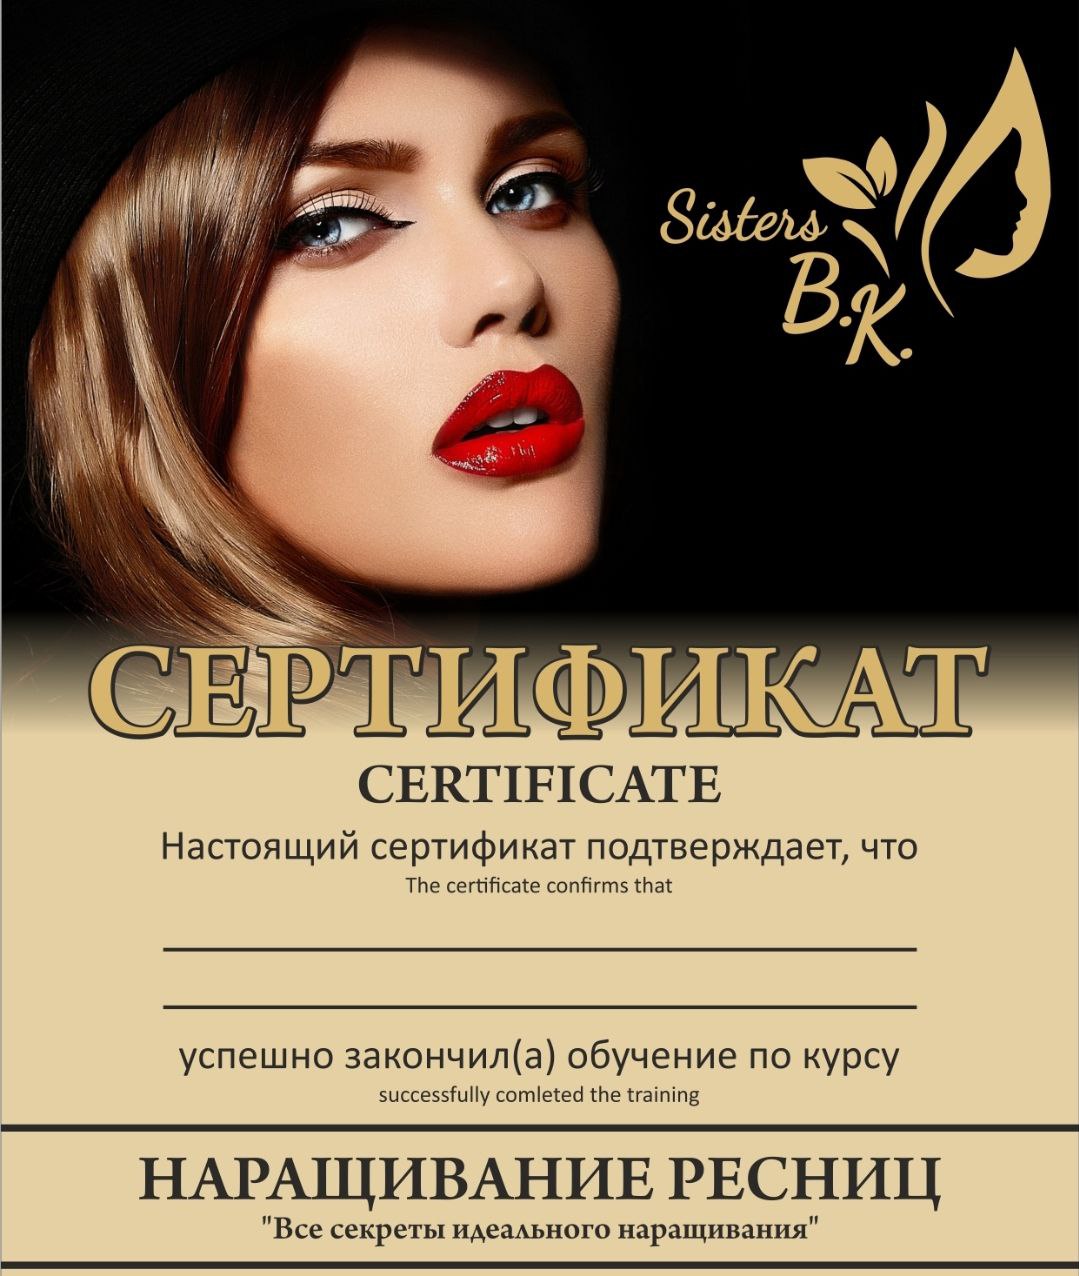 Sisters
B.K.
СЕРТИФИКАТ
CERTIFICATE
Настоящий сертификат подтверждает, что
The certificate confirms that
успешно закончил(а) обучение по курсу
successfully comleted the training
НАРАЩИВАНИЕ РЕСНИЦ
"Все секреты идеального наращивания"